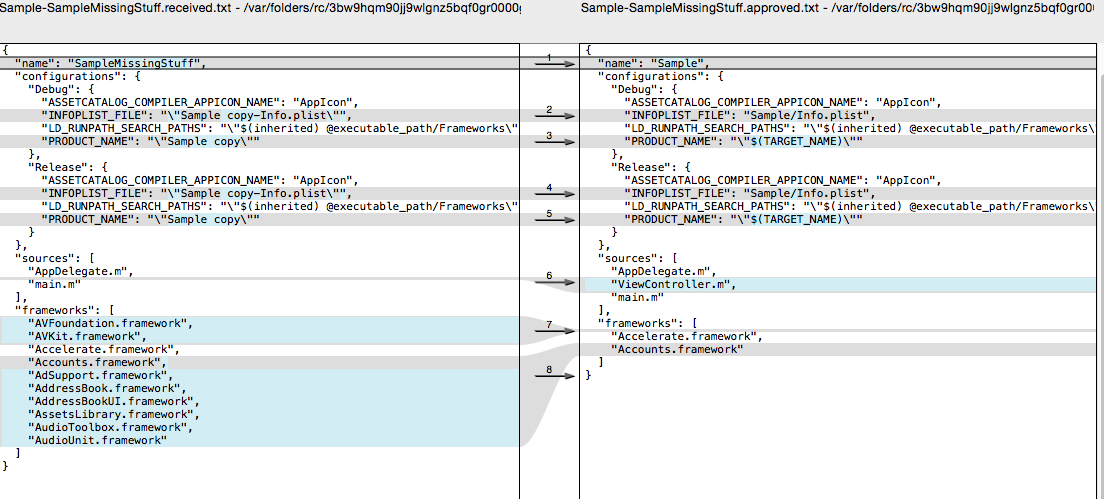 Sample-SampleMissingStuff.received.txt - /var/folders/rc/3bw9hqm90jj9wlgnz5bqf0gr0000
{
"name": "SampleMissingStuff",
"configurations": {
"Debug": {
"ASSETCATALOG_COMPILER_APPICON_NAME": "AppIcon",
"INFOPLIST_FILE": "\"Sample copy-Info.plist\"",
"LD_RUNPATH_SEARCH_PATHS": "\"$(inherited) @executable_path/Frameworks\"
"PRODUCT_NAME": "\"Sample copy\""
},
"Release": {
"ASSETCATALOG_COMPILER_APPICON_NAME": "AppIcon",
"INFOPLIST_FILE": "\"Sample copy-Info.plist\"",
"LD_RUNPATH_SEARCH_PATHS": "\"$(inherited) @executable_path/Frameworks\"
"PRODUCT_NAME": "\"Sample copy\""
}
},
"sources": [
"AppDelegate.m",
"main.m"
],
"frameworks": [
"AVFoundation.framework",
"AVKit.framework",
"Accelerate.framework",
"Accounts.framework",
"AdSupport.framework",
"AddressBook.framework",
"AddressBookUI.framework",
"AssetsLibrary.framework",
"AudioToolbox.framework",
"AudioUnit.framework"
]
}
1
2
3
4
5
6
7
8
Sample-SampleMissingStuff.approved.txt - /var/folders/rc/3bw9hqm90jj9wlgnz5bqf0gr00
{
"name": "Sample",
"configurations": {
"Debug": {
"ASSETCATALOG_COMPILER_APPICON_NAME": "AppIcon",
"INFOPLIST_FILE": "Sample/Info.plist",
"LD_RUNPATH_SEARCH_PATHS": "\"$(inherited) @executable_path/Frameworks\
"PRODUCT_NAME": "\"$(TARGET_NAME)\""
},
"Release": {
"ASSETCATALOG_COMPILER_APPICON_NAME": "AppIcon",
"INFOPLIST_FILE": "Sample/Info.plist",
"LD_RUNPATH_SEARCH_PATHS": "\"$(inherited) @executable_path/Frameworks\
"PRODUCT_NAME": "\"$(TARGET_NAME)\""
}
},
"sources": [
"AppDelegate.m",
"ViewController.m",
"main.m"
],
"frameworks": [
"Accelerate.framework",
"Accounts.framework"
]
}